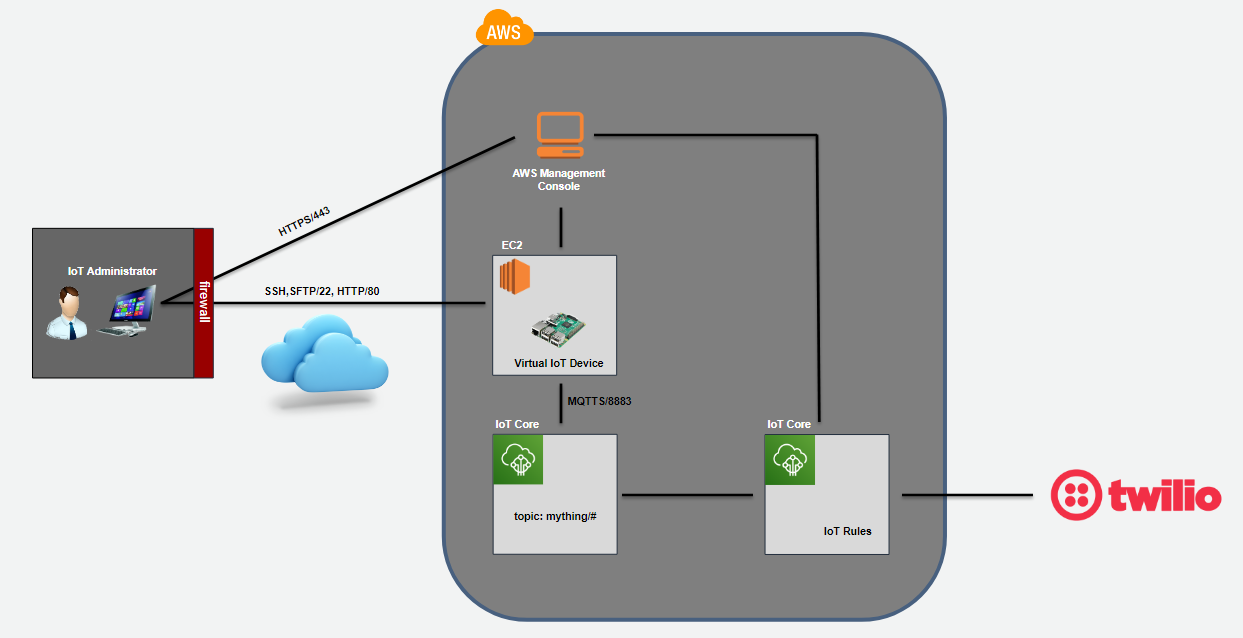 AWS
AWS Management
Console
HTTPS/443
EC2
IoT Administrator
firewall
SSH,SFTP/22, HTTP/80
Virtual IoT Device
MQTTS/8883
IoT Core
IoT Core
topic: mything/#
IoT Rules
twilio